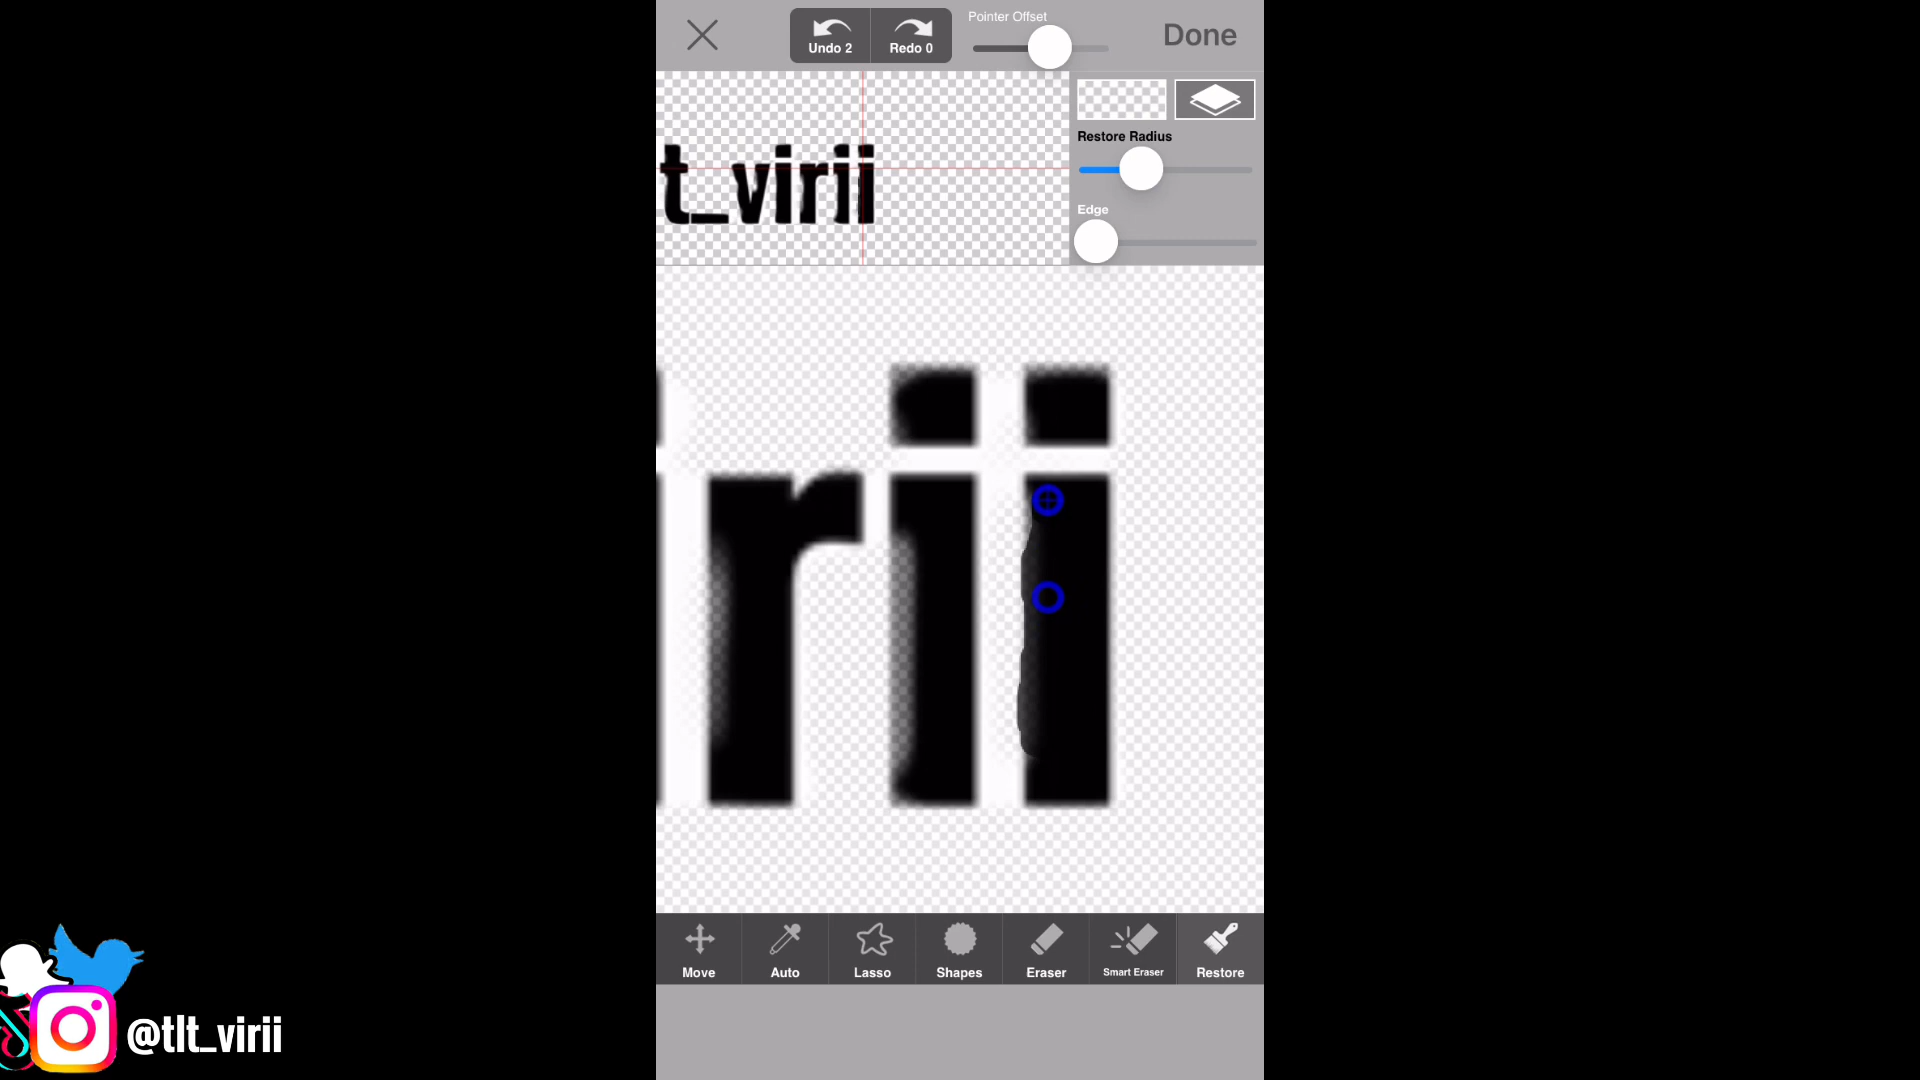 Pointer Offset
Undo 2
Redo 0
Done
t_virii
Restore Radius
Edge
irii
Move
Auto
Lasso
Shapes
Eraser
Smart Eraser
Restore
@tlt_virii